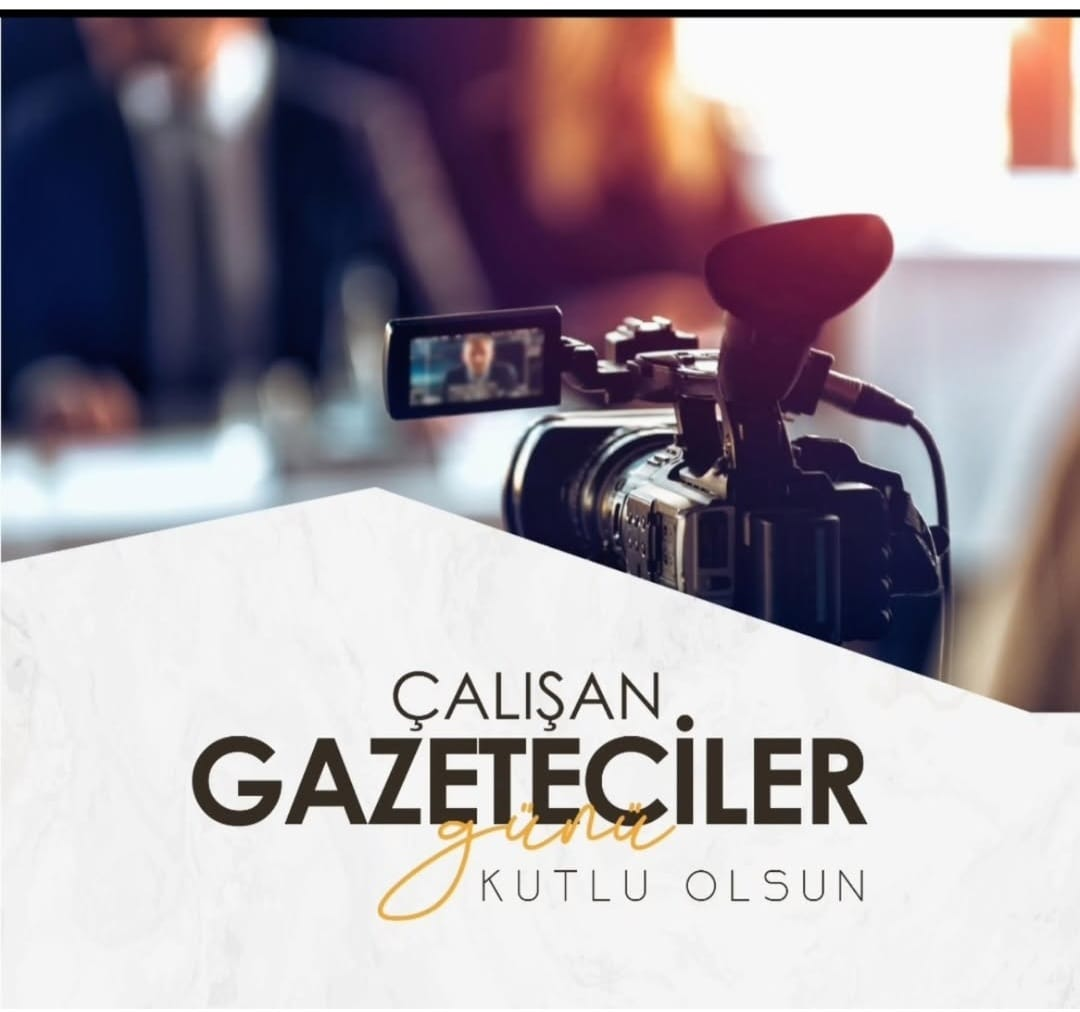 ÇALIŞAN
GAZETECİLER
günü
KUTLU OLSUN